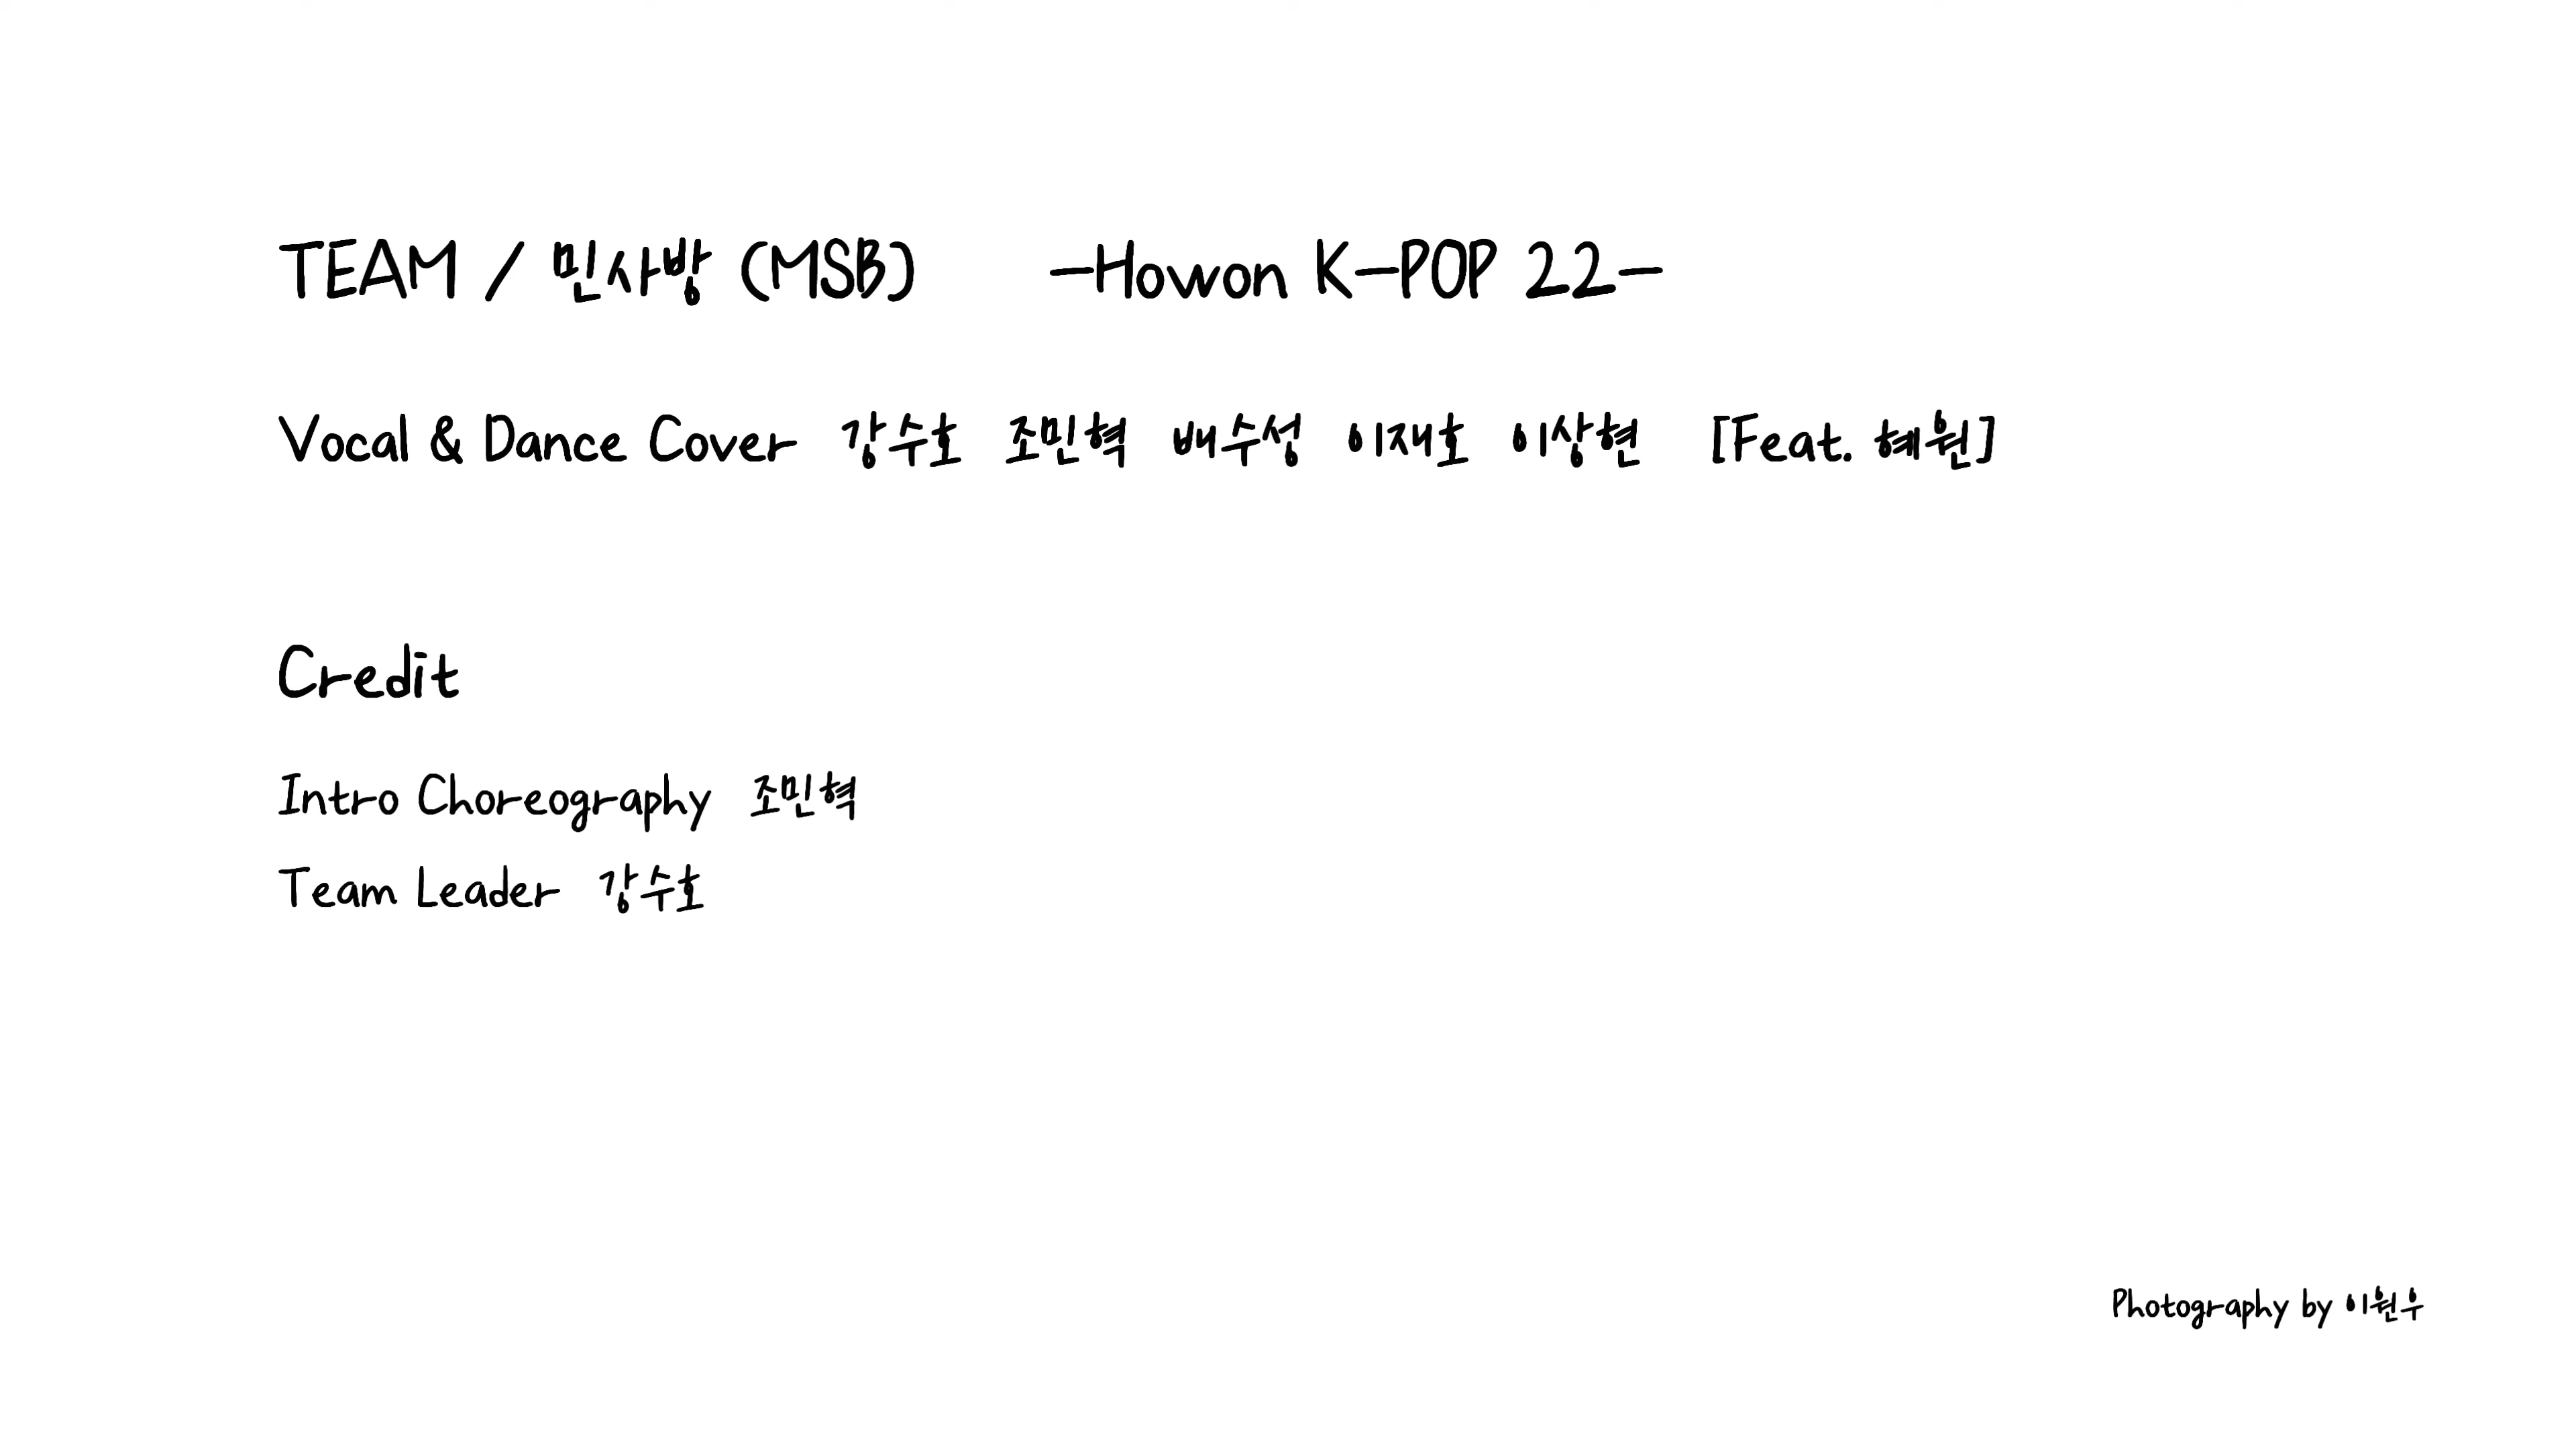 TEAM / 민사방 (MSB) -Howon K-POP 22-
Vocal & Dance Cover 강수호 조민혁 배수성 이재호 이상현 [Feat. 혜원]
Credit
Intro Choreography 조민혁
Team Leader 강수호
Photography by 이원우